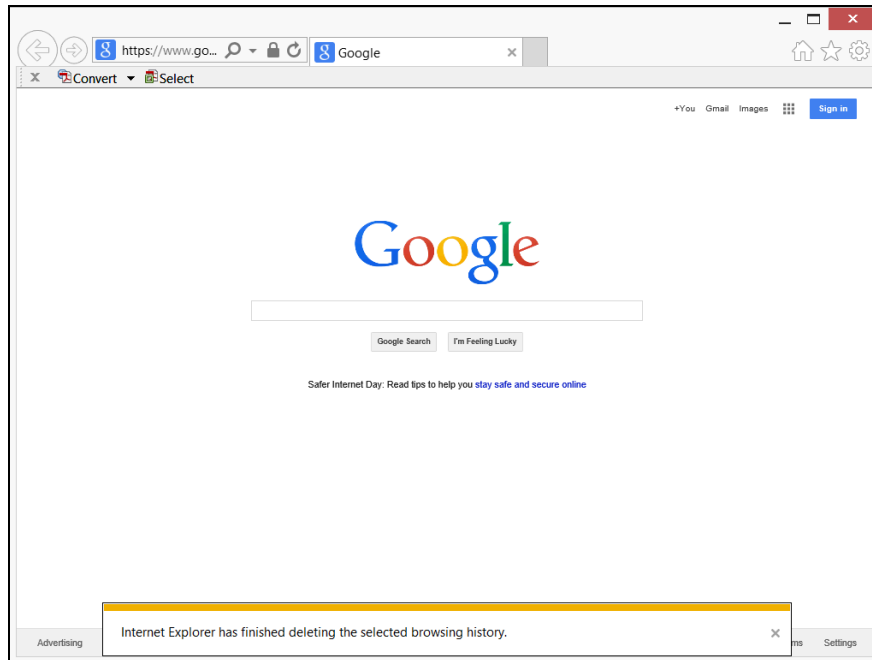 https://www.go...
Google
Convert
Select
+You Gmail Images
Sign in
Google
Google Search
I'm Feeling Lucky
Safer Internet Day: Read tips to help you stay safe and secure online
Internet Explorer has finished deleting the selected browsing history.
Advertising
ms
Settings